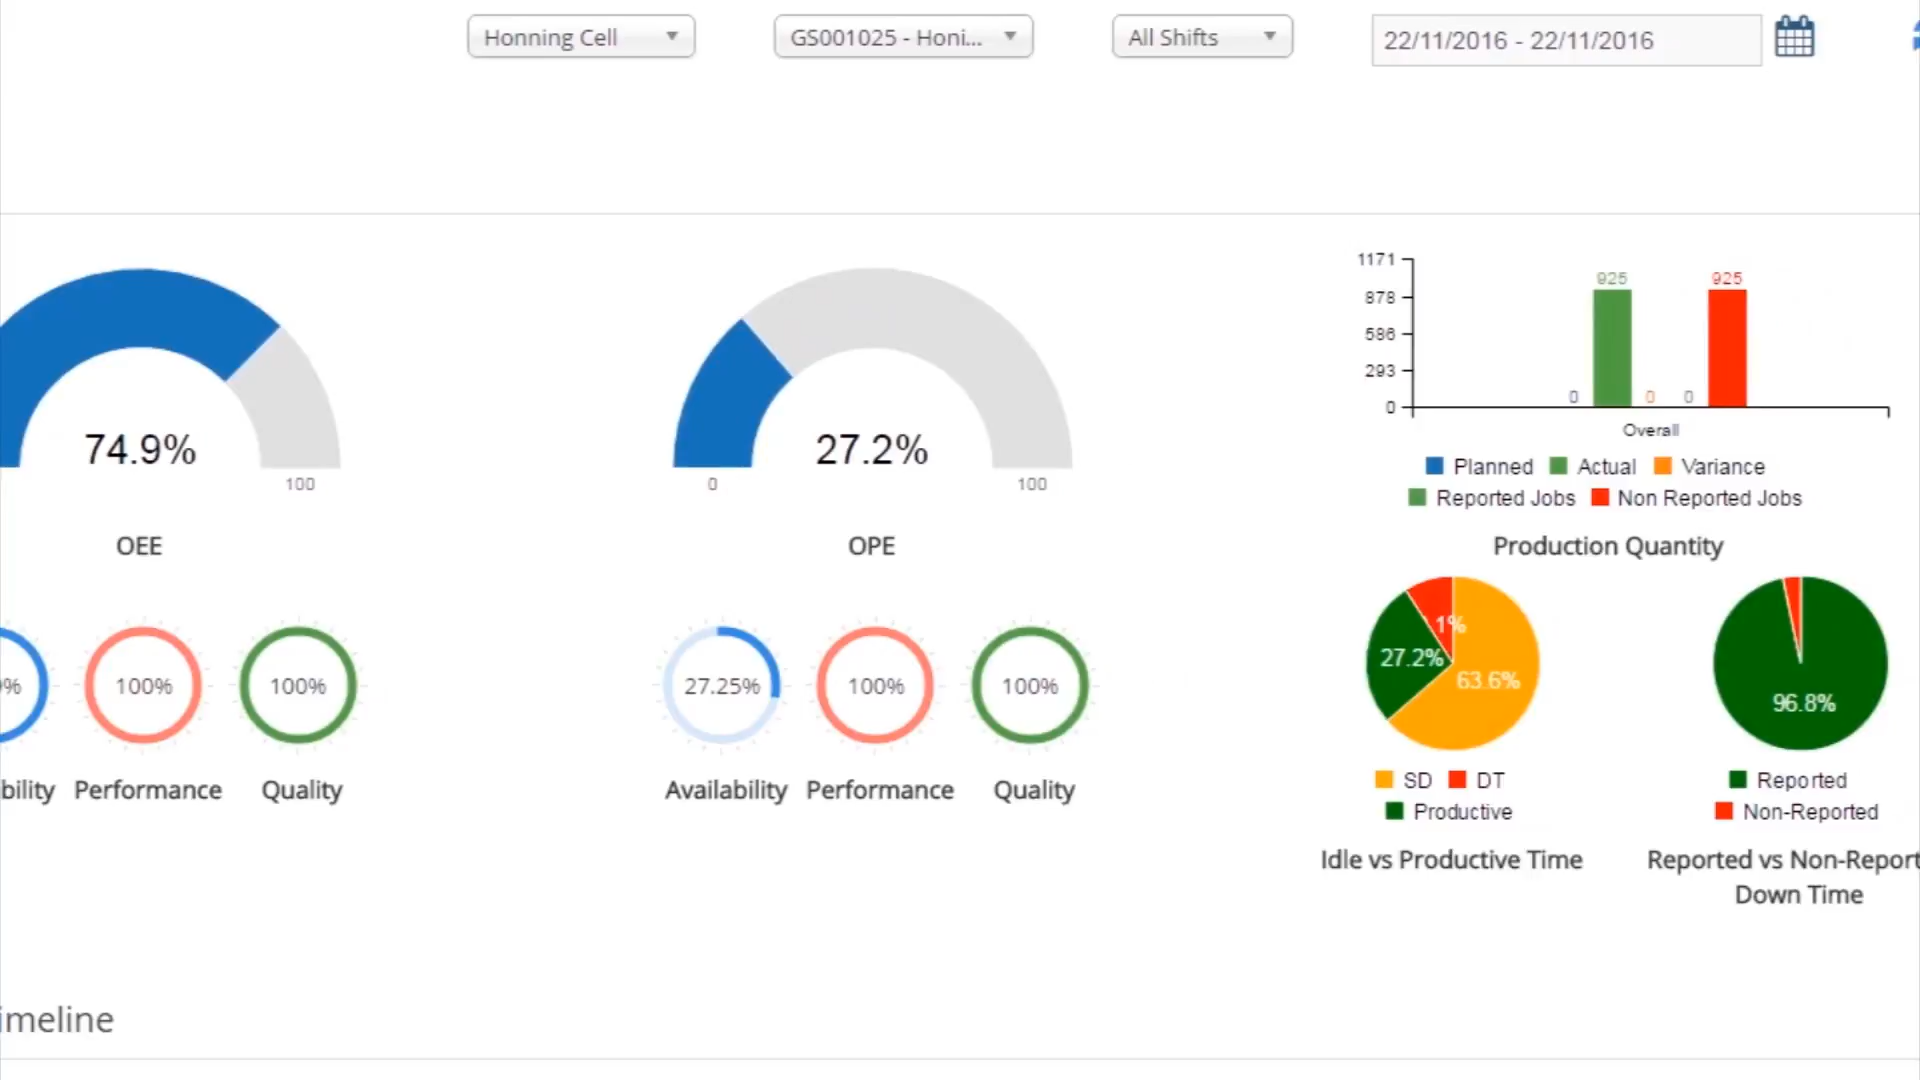 Honning Cell
GS001025 - Honi...
All Shifts
22/11/2016 - 22/11/2016
74.9%
100
OEE
27.2%
0
100
OPE
1171
878
586
293
0
0
925
0
0
925
Overall
Planned
Actual
Variance
Reported Jobs
Non Reported Jobs
Production Quantity
%
100%
100%
bility
Performance
Quality
27.25%
100%
100%
Availability
Performance
Quality
1%
27.2%
63.6%
SD
DT
Productive
Idle vs Productive Time
96.8%
Reported
Non-Reported
Reported vs Non-Report
Down Time
imeline